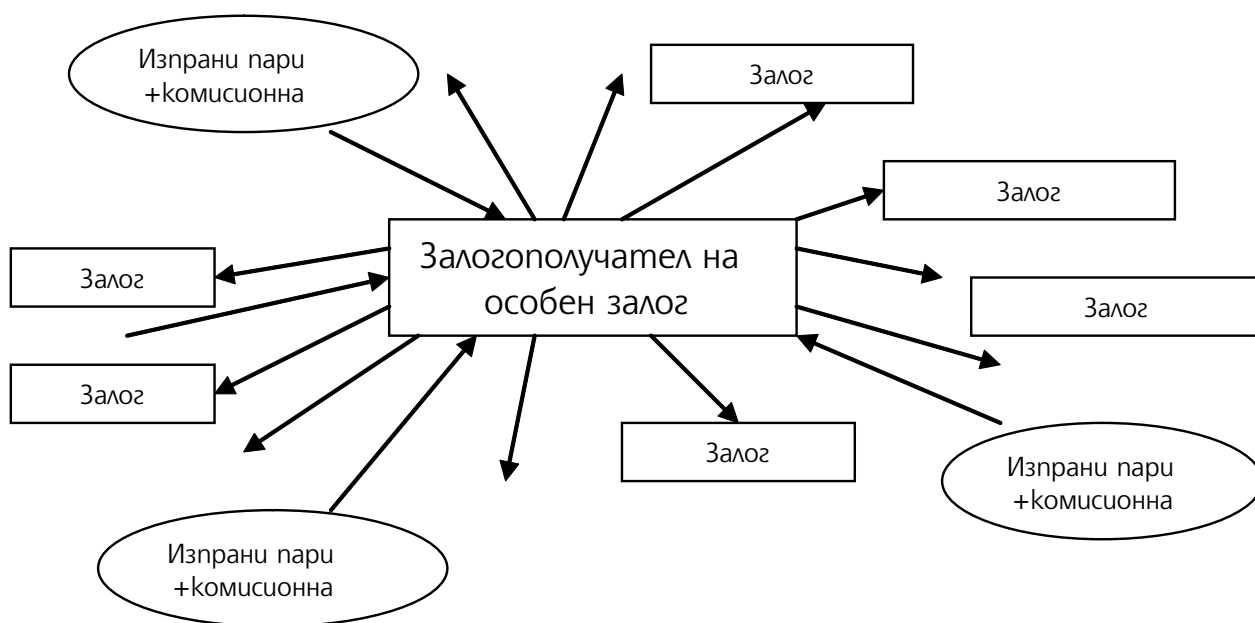 Изпрани пари
+комисионна
Залог
Залог
Залогополучател на
особен залог
Залог
Залог
Залог
Залог
Изпрани пари
+комисионна
Изпрани пари
+комисионна